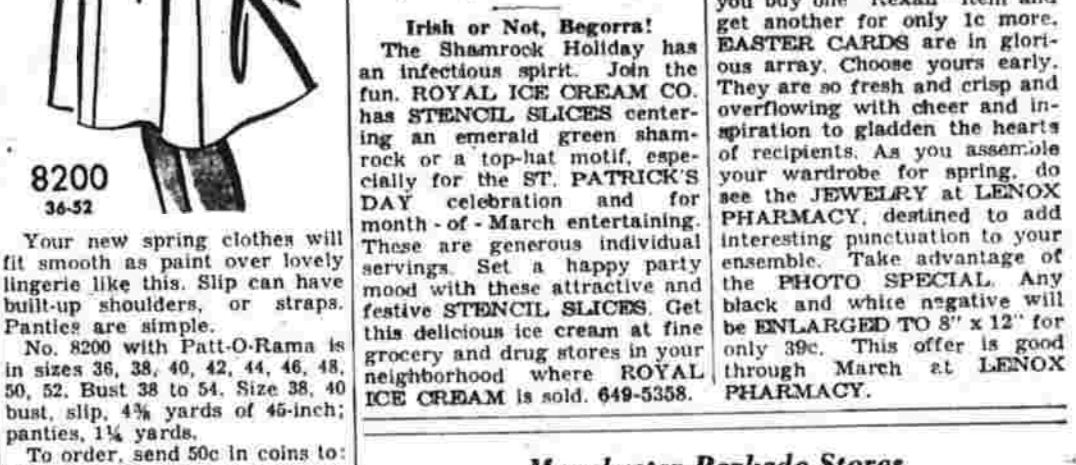 8200
36-52
Your new spring clothes will
fit smooth as paint over lovely
lingerie like this. Slip can have
built-up shoulders, or straps.
Panties are simple.
No. 8200 with Patt-O-Rama is
in sizes 36, 38, 40, 42, 44, 46, 48,
50, 52. Bust 38 to 54. Size 38, 40
bust, slip, 4⅜ yards of 45-inch;
panties, 1¼ yards.
To order, send 50c in coins to:
Irish or Not, Begorra!
The Shamrock Holiday has
an infectious spirit. Join the
fun. ROYAL ICE CREAM CO.
has STENCIL SLICES center-
ing an emerald green sham-
rock or a top-hat motif, espe-
cially for the ST. PATRICK'S
DAY celebration and for
month - of - March entertaining.
These are generous individual
servings. Set a happy party
mood with these attractive and
festive STENCIL SLICES. Get
this delicious ice cream at fine
grocery and drug stores in your
neighborhood where ROYAL
ICE CREAM is sold. 649-5358.
you buy one "Rexall" item and
get another for only 1c more.
EASTER CARDS are in glori-
ous array. Choose yours early.
They are so fresh and crisp and
overflowing with cheer and in-
spiration to gladden the hearts
of recipients. As you assemble
your wardrobe for spring, do
see the JEWELRY at LENOX
PHARMACY, destined to add
interesting punctuation to your
ensemble. Take advantage of
the PHOTO SPECIAL. Any
black and white negative will
be ENLARGED TO 8" x 12" for
only 39c. This offer is good
through March at LENOX
PHARMACY.
Manchester Parkade Stores